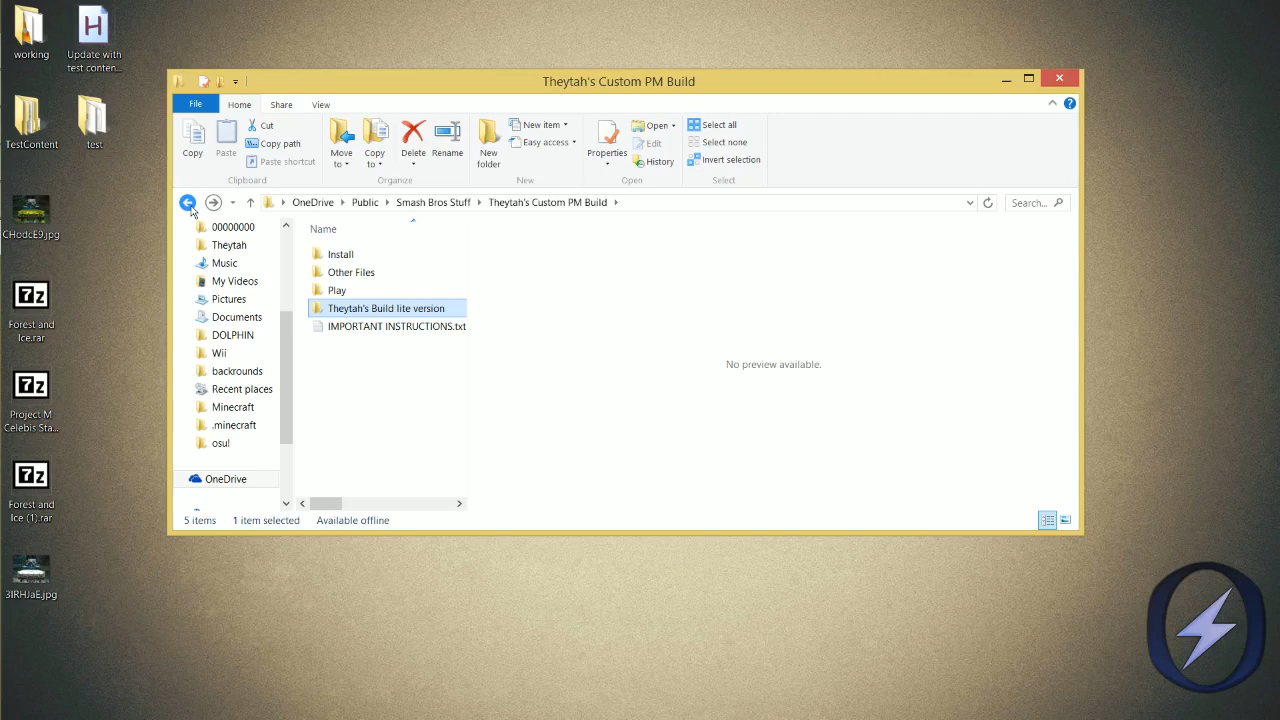 working
Update with
test conten...
TestContent
test
CHodcE9.jpg
Forest and
Ice.rar
Project M
Celebis Sta...
Forest and
Ice (1).rar
3IRHJaE.jpg
Theytah's Custom PM Build
File
Home
Share
View
Copy
Paste
Cut
Copy path
Paste shortcut
Clipboard
Move
to
Copy
to
Delete
Rename
Organize
New
folder
New item
Easy access
New
Properties
Open
Edit
History
Open
Select all
Select none
Invert selection
Select
OneDrive
Public
Smash Bros Stuff
Theytah's Custom PM Build
Search...
00000000
Theytah
Music
My Videos
Pictures
Documents
DOLPHIN
Wii
backrounds
Recent places
Minecraft
.minecraft
osu!
OneDrive
Name
Install
Other Files
Play
Theytah's Build lite version
IMPORTANT INSTRUCTIONS.txt
No preview available.
5 items
1 item selected
Available offline